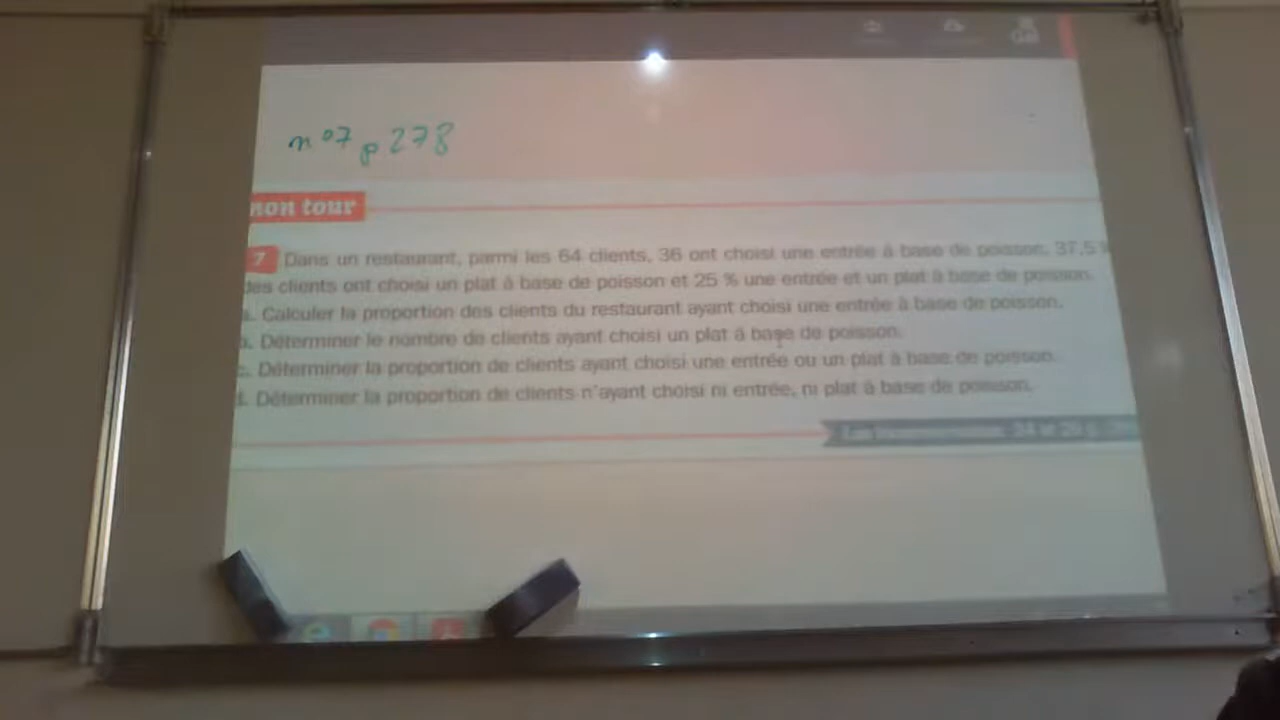 n°7 p 278
mon tour
7 Dans un restaurant, parmi les 64 clients, 36 ont choisi une entrée à base de poisson, 37,5 %
des clients ont choisi un plat à base de poisson et 25 % une entrée et un plat à base de poisson.
a. Calculer la proportion des clients du restaurant ayant choisi une entrée à base de poisson.
b. Déterminer le nombre de clients ayant choisi un plat à base de poisson.
c. Déterminer la proportion de clients ayant choisi une entrée ou un plat à base de poisson.
d. Déterminer la proportion de clients n'ayant choisi ni entrée, ni plat à base de poisson.